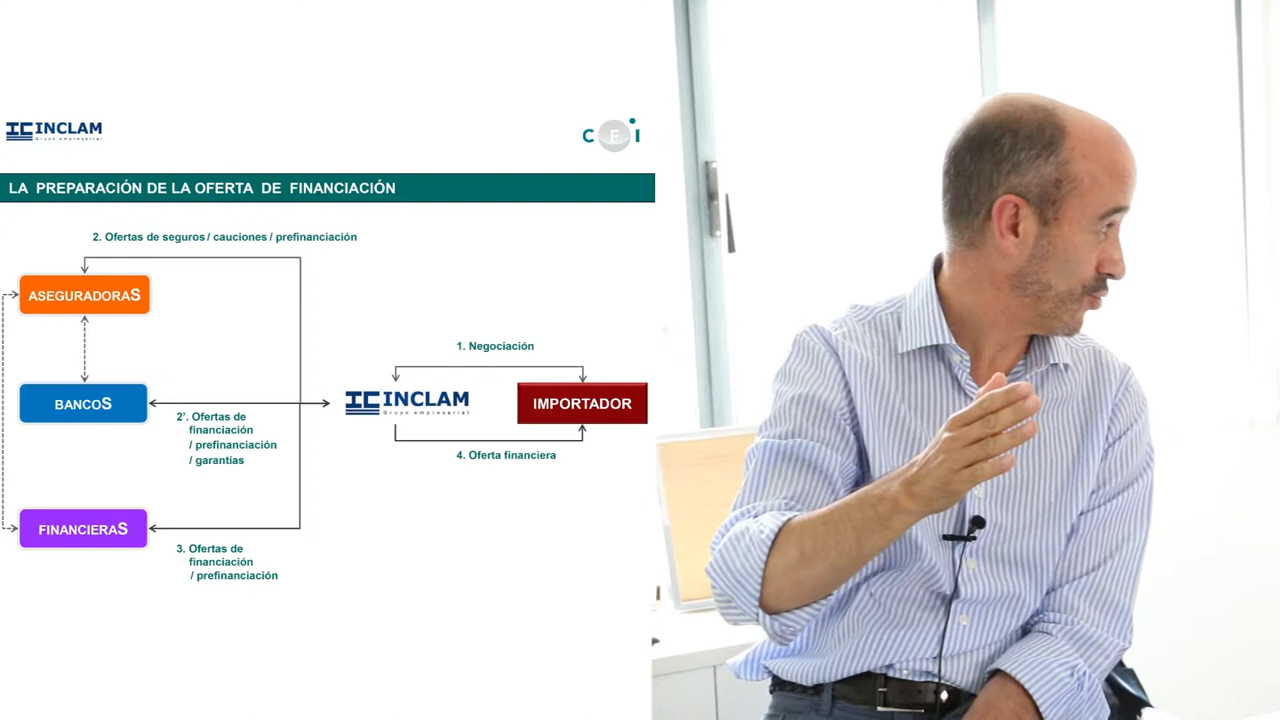 INCLAM
Grupo empresarial
CFi
LA PREPARACIÓN DE LA OFERTA DE FINANCIACIÓN
2. Ofertas de seguros / cauciones / prefinanciación
ASEGURADORAS
1. Negociación
BANCOS
INCLAM
Grupo empresarial
IMPORTADOR
2'. Ofertas de
financiación
/ prefinanciación
/ garantías
4. Oferta financiera
FINANCIERAS
3. Ofertas de
financiación
/ prefinanciación